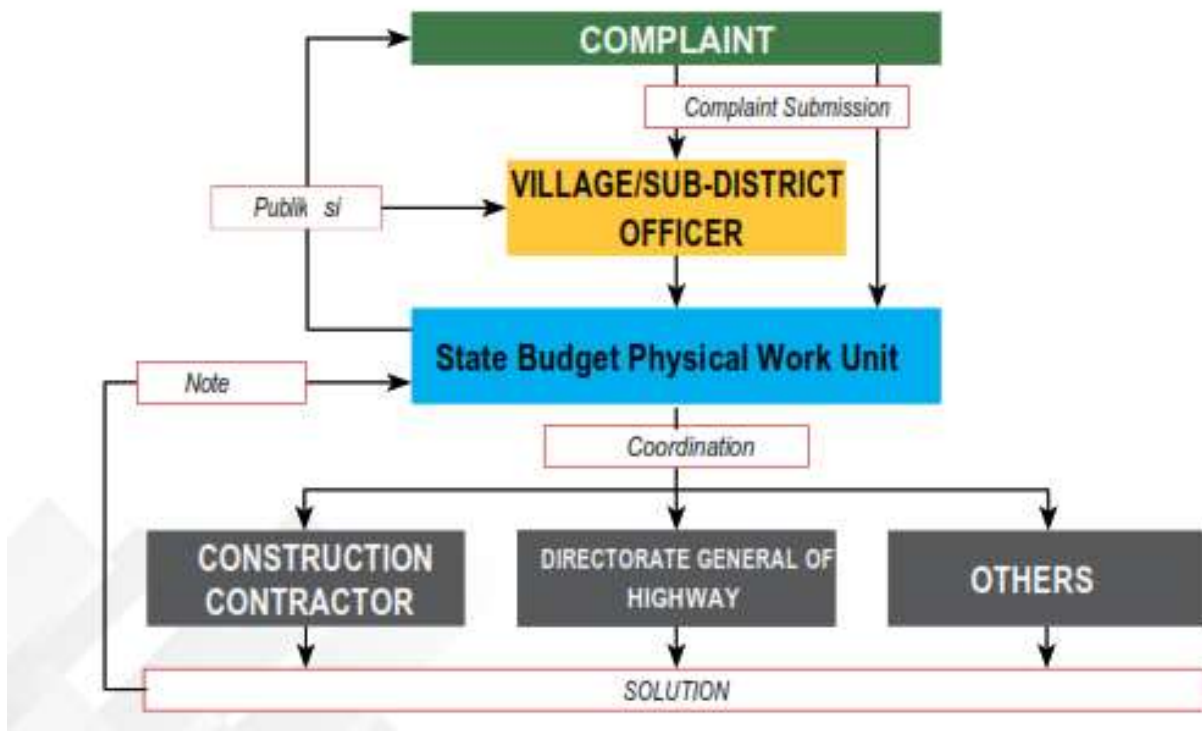 COMPLAINT
Complaint Submission
VILLAGE/SUB-DISTRICT
OFFICER
Publik si
State Budget Physical Work Unit
Note
Coordination
CONSTRUCTION
CONTRACTOR
DIRECTORATE GENERAL OF
HIGHWAY
OTHERS
SOLUTION